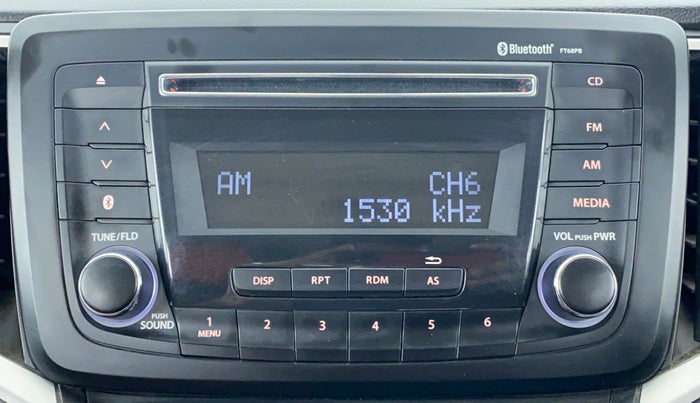 Bluetooth® FT68PB
CD
FM
AM
MEDIA
AM CH6
1530 kHz
TUNE/FLD
VOL PUSH PWR
DISP RPT RDM AS
PUSH
SOUND
1 2 3 4 5 6
MENU